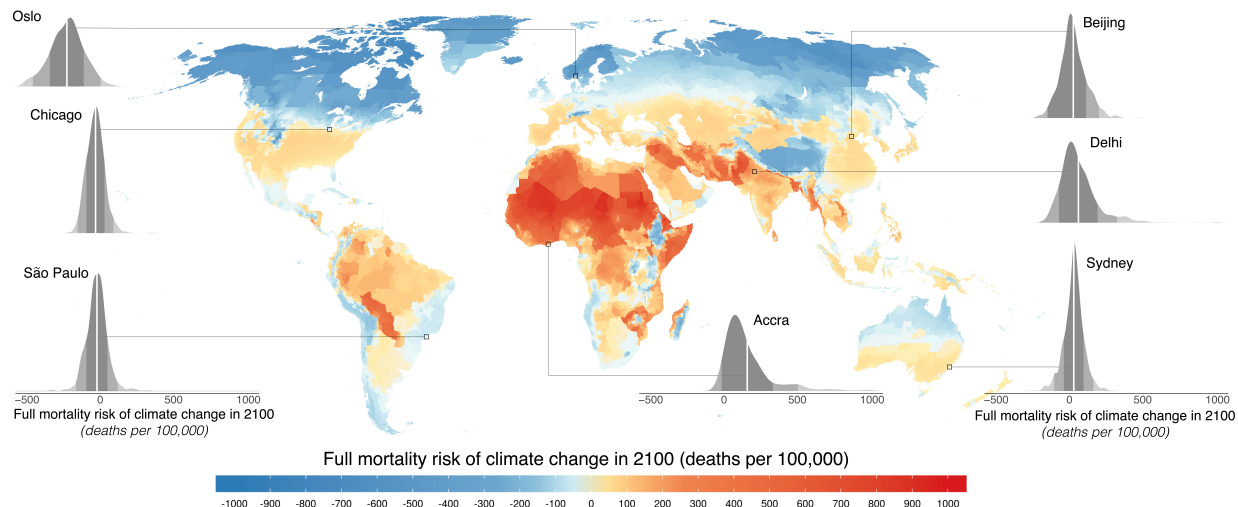 Oslo
Beijing
Chicago
Delhi
São Paulo
Sydney
Accra
−500 0 500 1000
Full mortality risk of climate change in 2100
(deaths per 100,000)
−500 0 500 1000
−500 0 500 1000
Full mortality risk of climate change in 2100
(deaths per 100,000)
Full mortality risk of climate change in 2100 (deaths per 100,000)
-1000 -900 -800 -700 -600 -500 -400 -300 -200 -100 0 100 200 300 400 500 600 700 800 900 1000